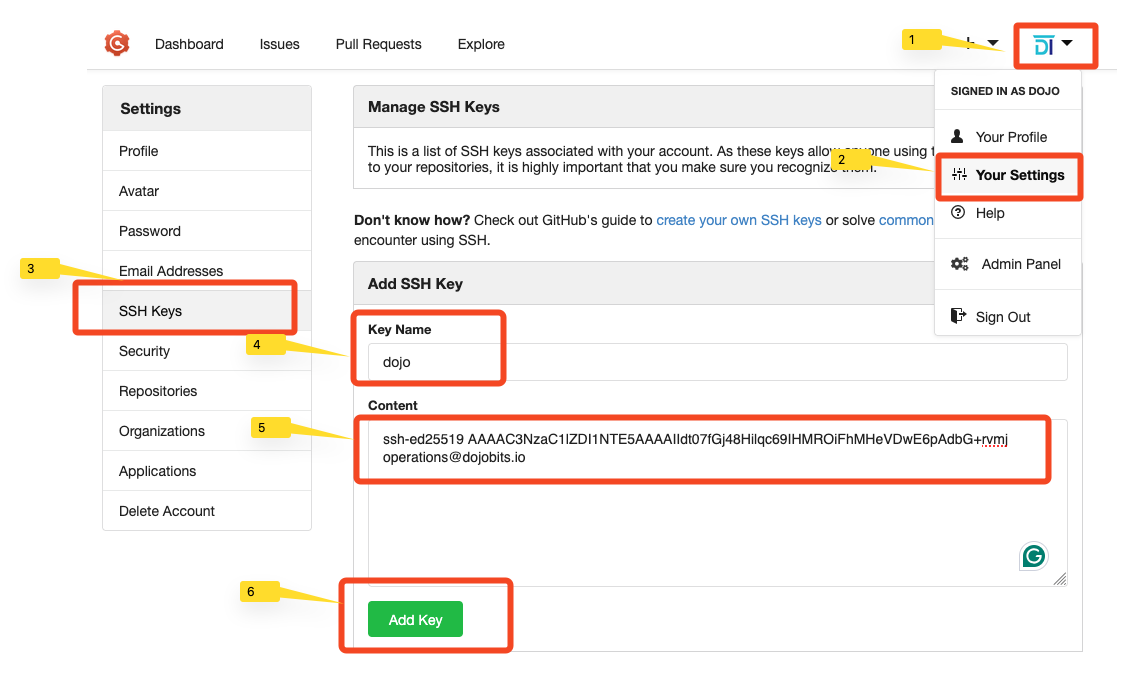 Dashboard
Issues
Pull Requests
Explore
1
DI
SIGNED IN AS DOJO
Your Profile
2
Your Settings
Help
Admin Panel
Sign Out
Settings
Profile
Avatar
Password
Email Addresses
3
SSH Keys
Security
Repositories
Organizations
Applications
Delete Account
Manage SSH Keys
This is a list of SSH keys associated with your account. As these keys allow anyone using
to your repositories, it is highly important that you make sure you recognize them.
Don't know how? Check out GitHub's guide to create your own SSH keys or solve common
encounter using SSH.
Add SSH Key
4
Key Name
dojo
Content
5
ssh-ed25519 AAAAC3NzaC1lZDI1NTE5AAAAIIdt07fGj48Hilqc69IHMROiFhMHeVDwE6pAdbG+rvmj
operations@dojobits.io
6
Add Key